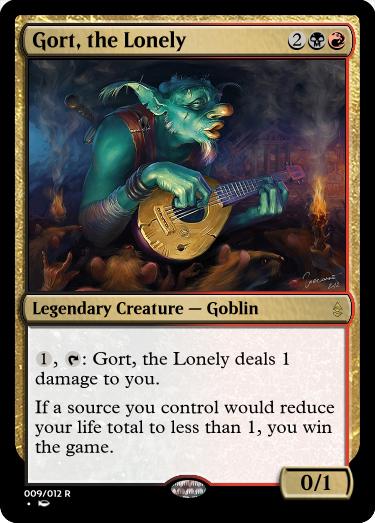 Gort, the Lonely 2
Legendary Creature — Goblin
1, : Gort, the Lonely deals 1
damage to you.
If a source you control would reduce
your life total to less than 1, you win
the game.
0/1
009/012 R